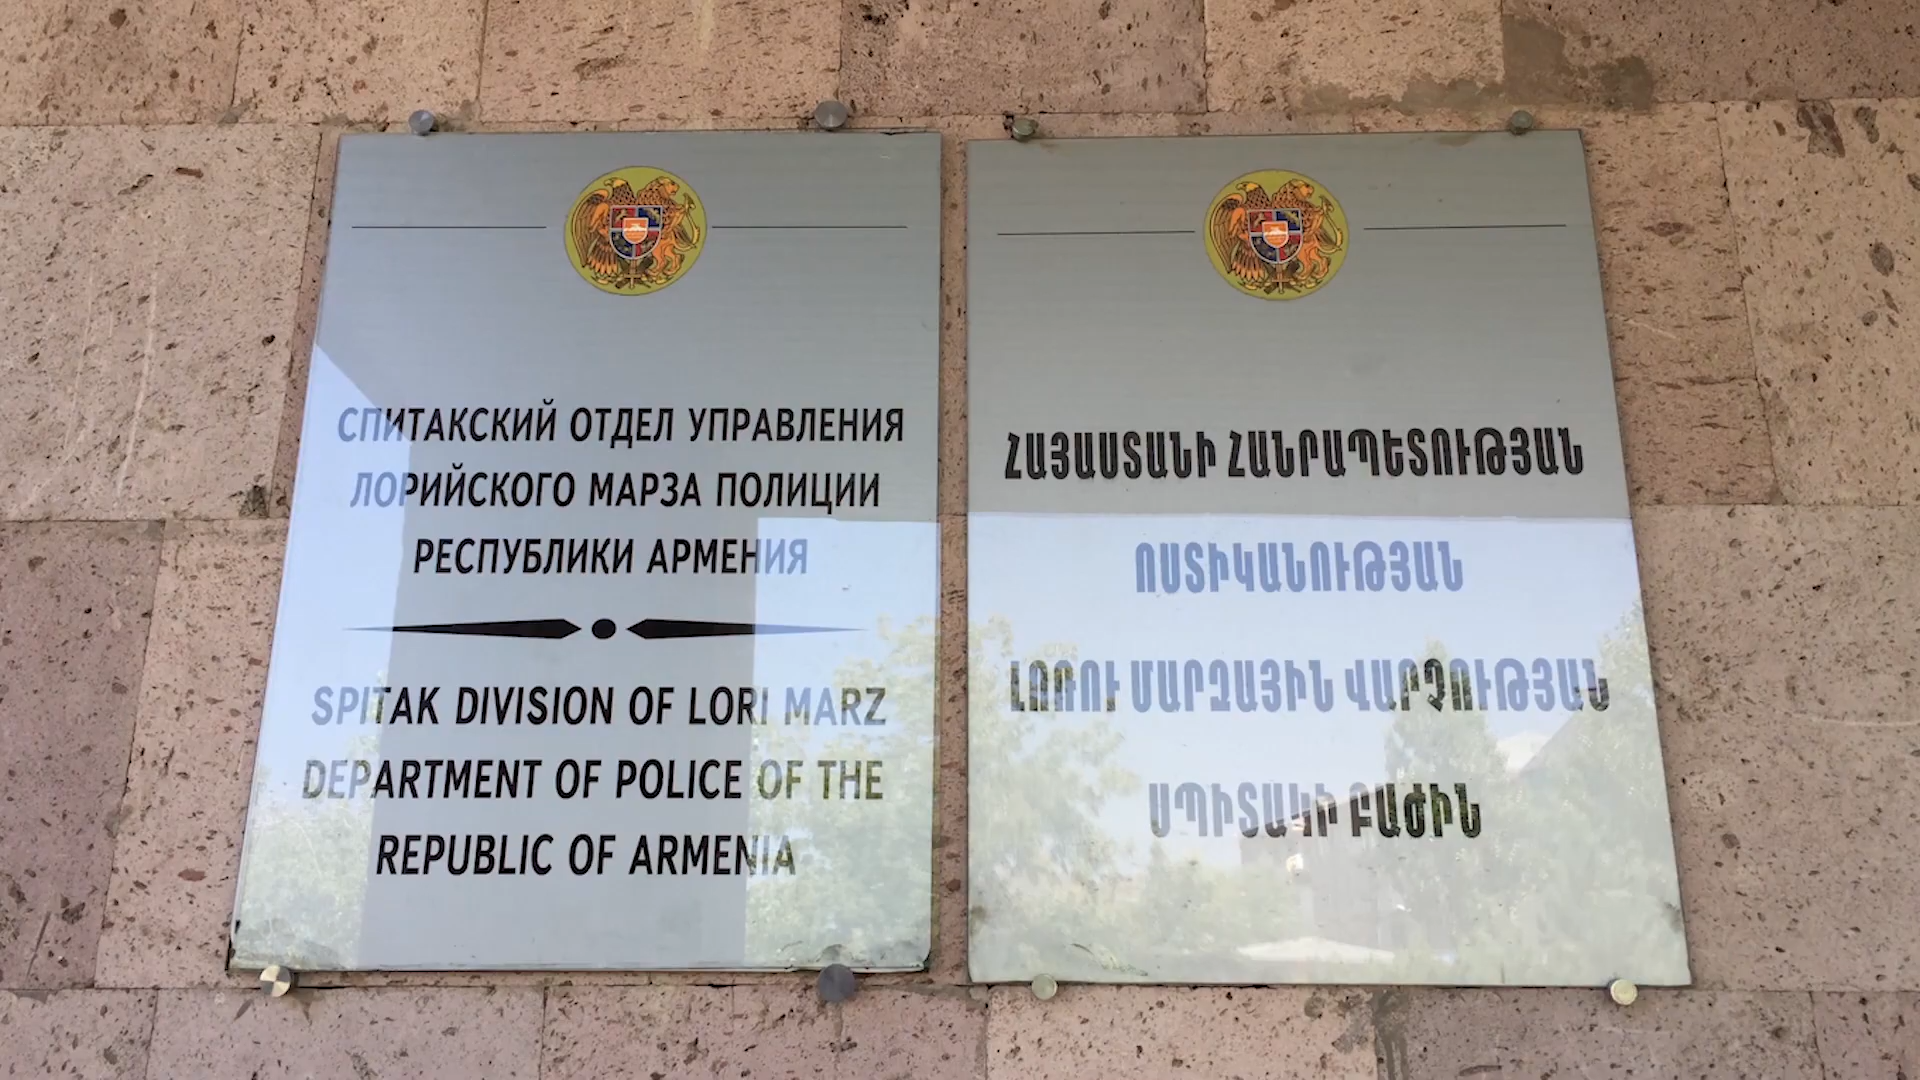 СПИТАКСКИЙ ОТДЕЛ УПРАВЛЕНИЯ
ЛОРИЙСКОГО МАРЗА ПОЛИЦИИ
РЕСПУБЛИКИ АРМЕНИЯ
SPITAK DIVISION OF LORI MARZ
DEPARTMENT OF POLICE OF THE
REPUBLIC OF ARMENIA
ՀԱՅԱՍՏԱՆԻ ՀԱՆՐԱՊԵՏՈՒԹՅԱՆ
ՈՍՏԻԿԱՆՈՒԹՅԱՆ
ԼՈՌՈՒ ՄԱՐԶԱՅԻՆ ՎԱՐՉՈՒԹՅԱՆ
ՍՊԻՏԱԿԻ ԲԱԺԻՆ